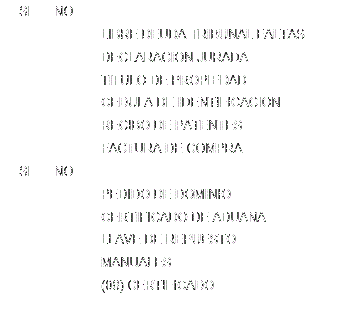 SI NO
LIBRE DEUDA TRIBUNAL FALTAS
DECLARACION JURADA
TITULO DE PROPIEDAD
CEDULA DE IDENTIFICACION
RECIBO DE PATENTES
FACTURA DE COMPRA
SI NO
PEDIDO DE DOMINIO
CERTIFICADO DE ADUANA
LLAVE DE REPUESTO
MANUALES
CERTIFICADO